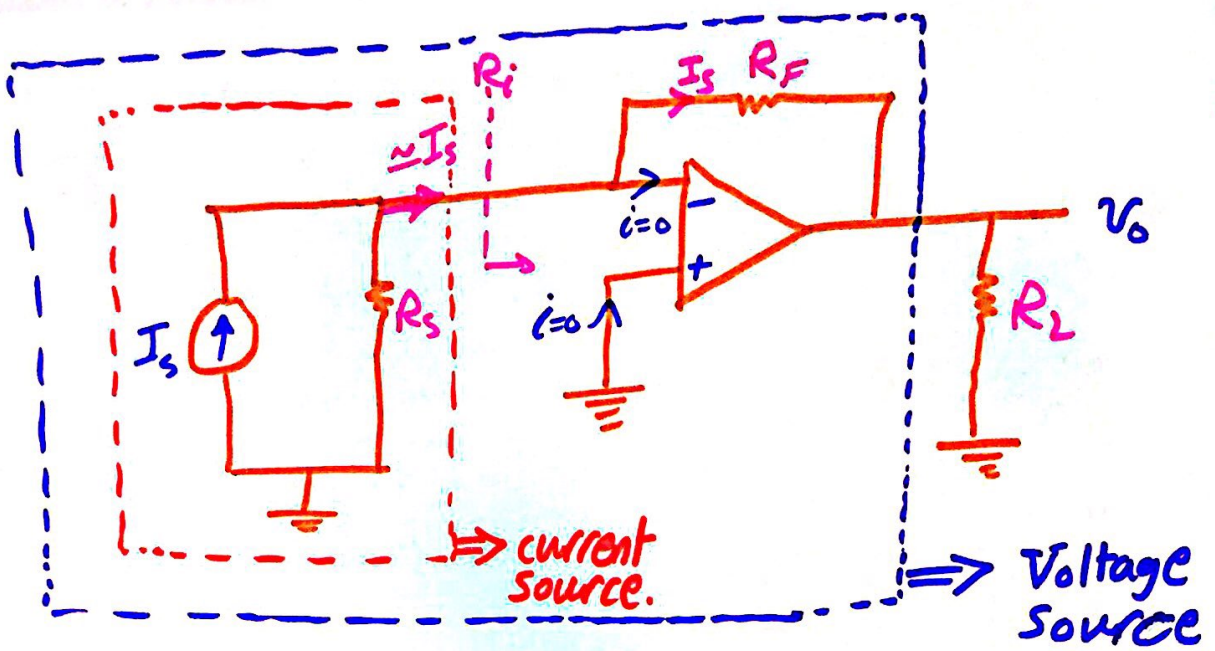 Ri
Is
RF
≃Is
i=0
−
+
i=0
Is
Rs
Vo
RL
⇒ current
source.
⇒ Voltage
source